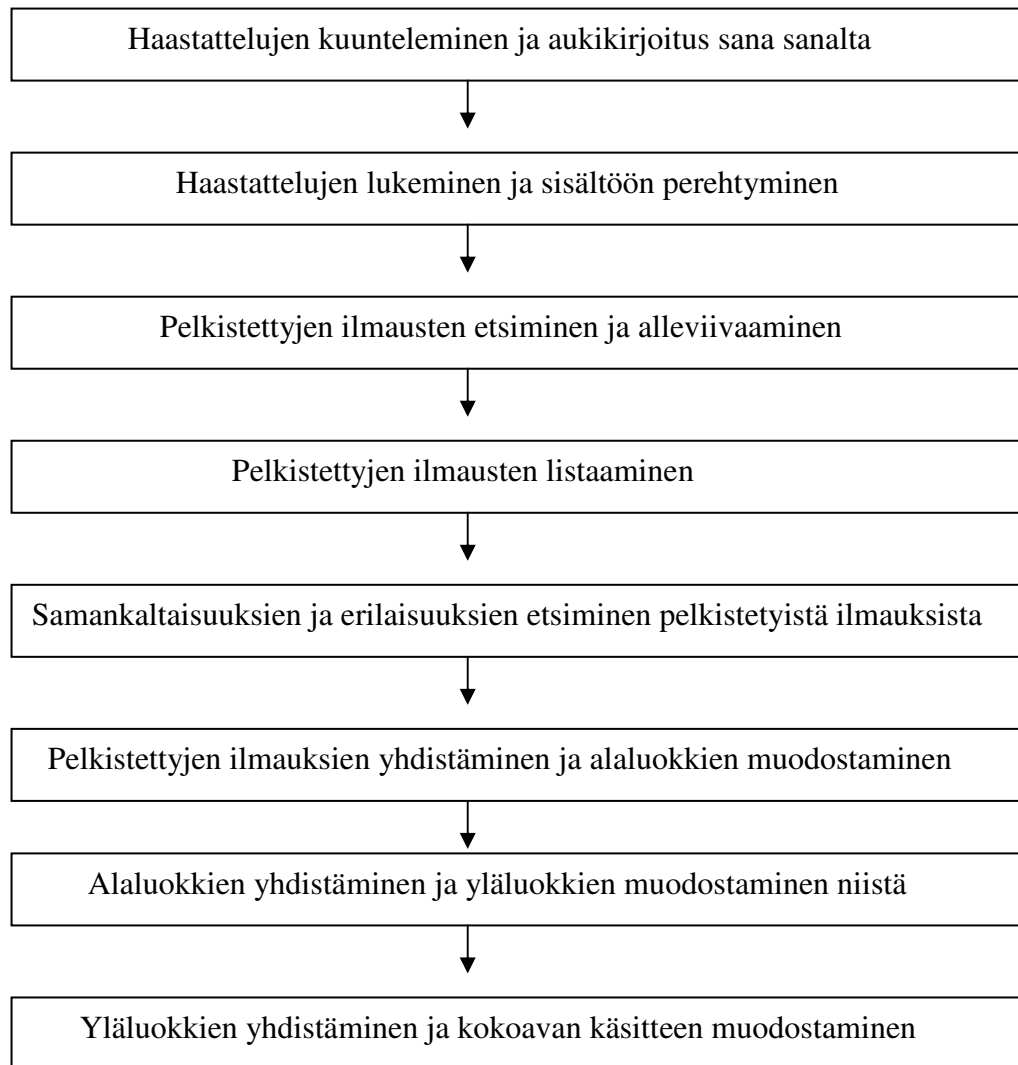 Haastattelujen kuunteleminen ja aukikirjoitus sana sanalta
Haastattelujen lukeminen ja sisältöön perehtyminen
Pelkistettyjen ilmausten etsiminen ja alleviivaaminen
Pelkistettyjen ilmausten listaaminen
Samankaltaisuuksien ja erilaisuuksien etsiminen pelkistetyistä ilmauksista
Pelkistettyjen ilmauksien yhdistäminen ja alaluokkien muodostaminen
Alaluokkien yhdistäminen ja yläluokkien muodostaminen niistä
Yläluokkien yhdistäminen ja kokoavan käsitteen muodostaminen